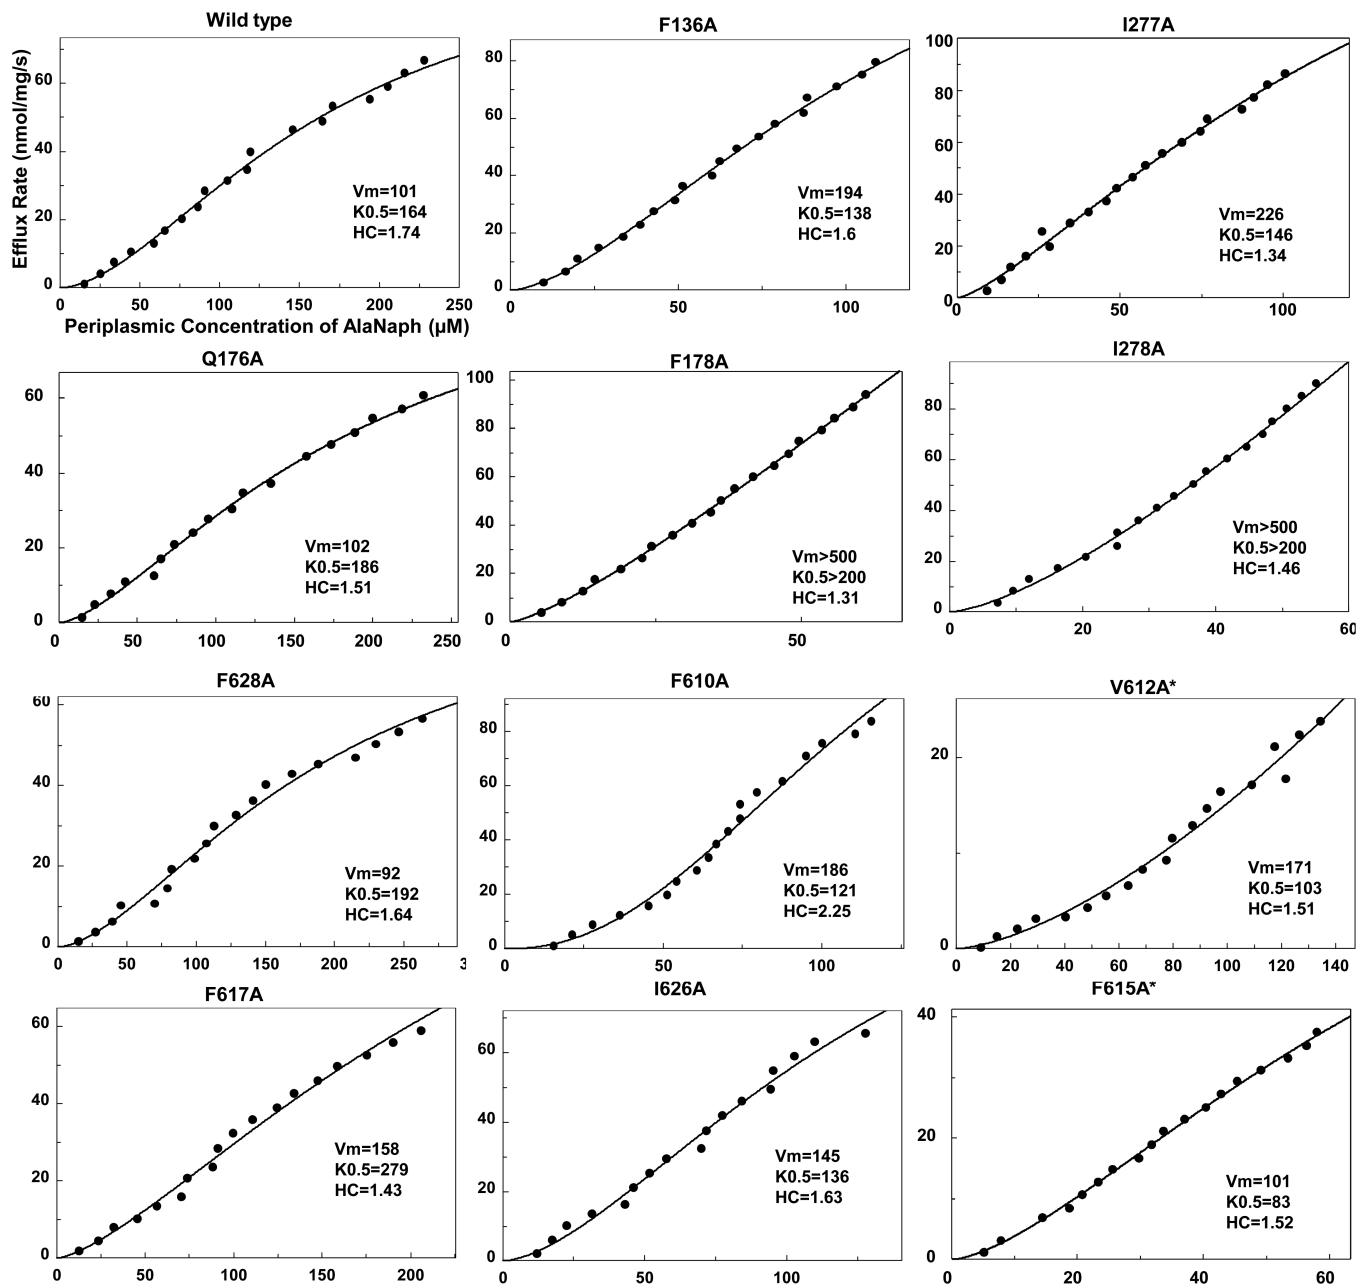 Wild type
Efflux Rate (nmol/mg/s)
60
40
20
0
Vm=101
K0.5=164
HC=1.74
0 50 100 150 200 250
Periplasmic Concentration of AlaNaph (µM)
F136A
80
60
40
20
0
Vm=194
K0.5=138
HC=1.6
0 50 100
I277A
100
80
60
40
20
0
Vm=226
K0.5=146
HC=1.34
0 50 100
Q176A
60
40
20
0
Vm=102
K0.5=186
HC=1.51
0 50 100 150 200 250
F178A
100
80
60
40
20
0
Vm>500
K0.5>200
HC=1.31
0 50
I278A
80
60
40
20
0
Vm>500
K0.5>200
HC=1.46
0 20 40 60
F628A
60
40
20
0
Vm=92
K0.5=192
HC=1.64
0 50 100 150 200 250
F610A
80
60
40
20
0
Vm=186
K0.5=121
HC=2.25
0 50 100
V612A*
20
0
Vm=171
K0.5=103
HC=1.51
0 20 40 60 80 100 120 140
F617A
60
40
20
0
Vm=158
K0.5=279
HC=1.43
0 50 100 150 200
I626A
60
40
20
0
Vm=145
K0.5=136
HC=1.63
0 50 100
F615A*
40
20
0
Vm=101
K0.5=83
HC=1.52
0 20 40 60